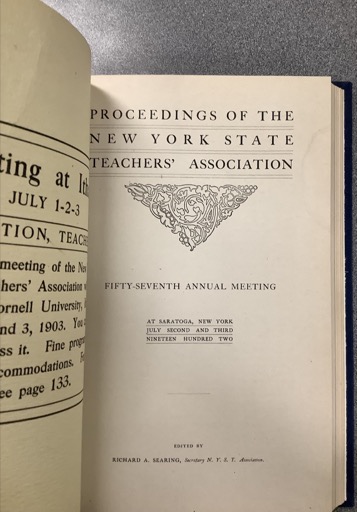 ting at Ith
JULY 1-2-3
TION, TEACH
meeting of the New
hers' Association w
ornell University,
nd 3, 1903. You
ss it. Fine prog
commodations.
ee page 133.
PROCEEDINGS OF THE
NEW YORK STATE
TEACHERS' ASSOCIATION
FIFTY-SEVENTH ANNUAL MEETING
AT SARATOGA, NEW YORK
JULY SECOND AND THIRD
NINETEEN HUNDRED TWO
EDITED BY
RICHARD A. SEARING, Secretary N. Y. S. T. Association.